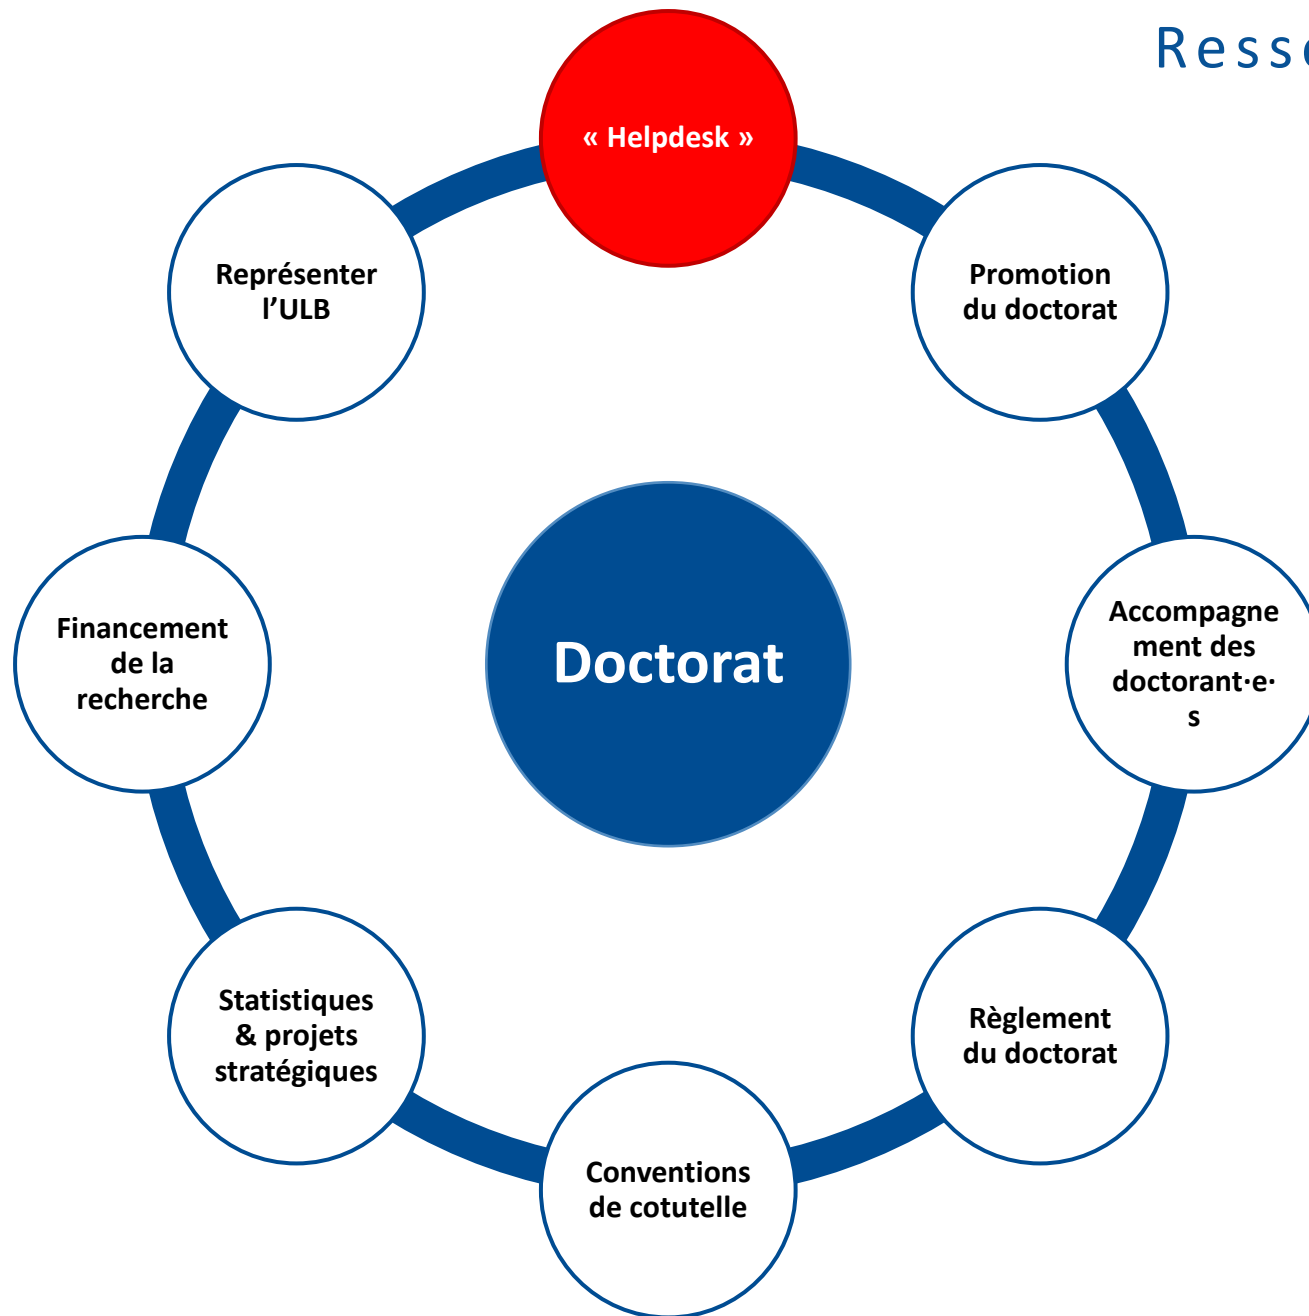 « Helpdesk »
Promotion
du doctorat
Accompagne
ment des
doctorant·e·
s
Règlement
du doctorat
Conventions
de cotutelle
Statistiques
& projets
stratégiques
Financement
de la
recherche
Représenter
l’ULB
Doctorat